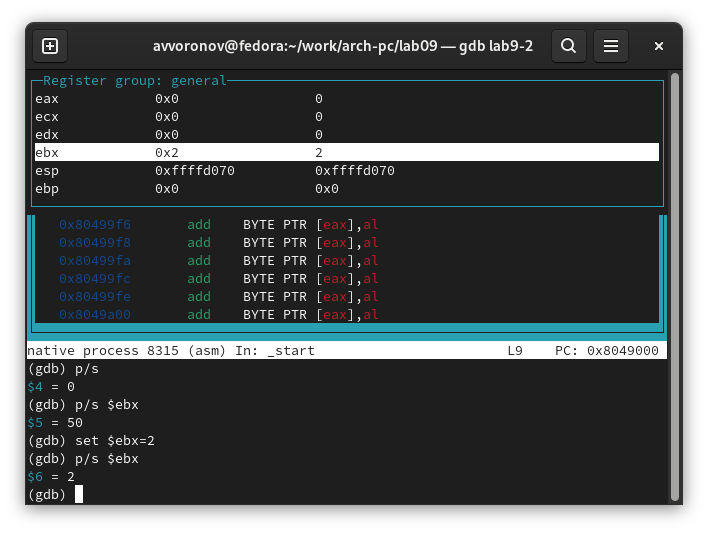 avvoronov@fedora:~/work/arch-pc/lab09 — gdb lab9-2
Register group: general
eax 0x0 0
ecx 0x0 0
edx 0x0 0
ebx 0x2 2
esp 0xffffd070 0xffffd070
ebp 0x0 0x0
0x80499f6 add BYTE PTR [eax],al
0x80499f8 add BYTE PTR [eax],al
0x80499fa add BYTE PTR [eax],al
0x80499fc add BYTE PTR [eax],al
0x80499fe add BYTE PTR [eax],al
0x8049a00 add BYTE PTR [eax],al
native process 8315 (asm) In: _start L9 PC: 0x8049000
(gdb) p/s
$4 = 0
(gdb) p/s $ebx
$5 = 50
(gdb) set $ebx=2
(gdb) p/s $ebx
$6 = 2
(gdb)